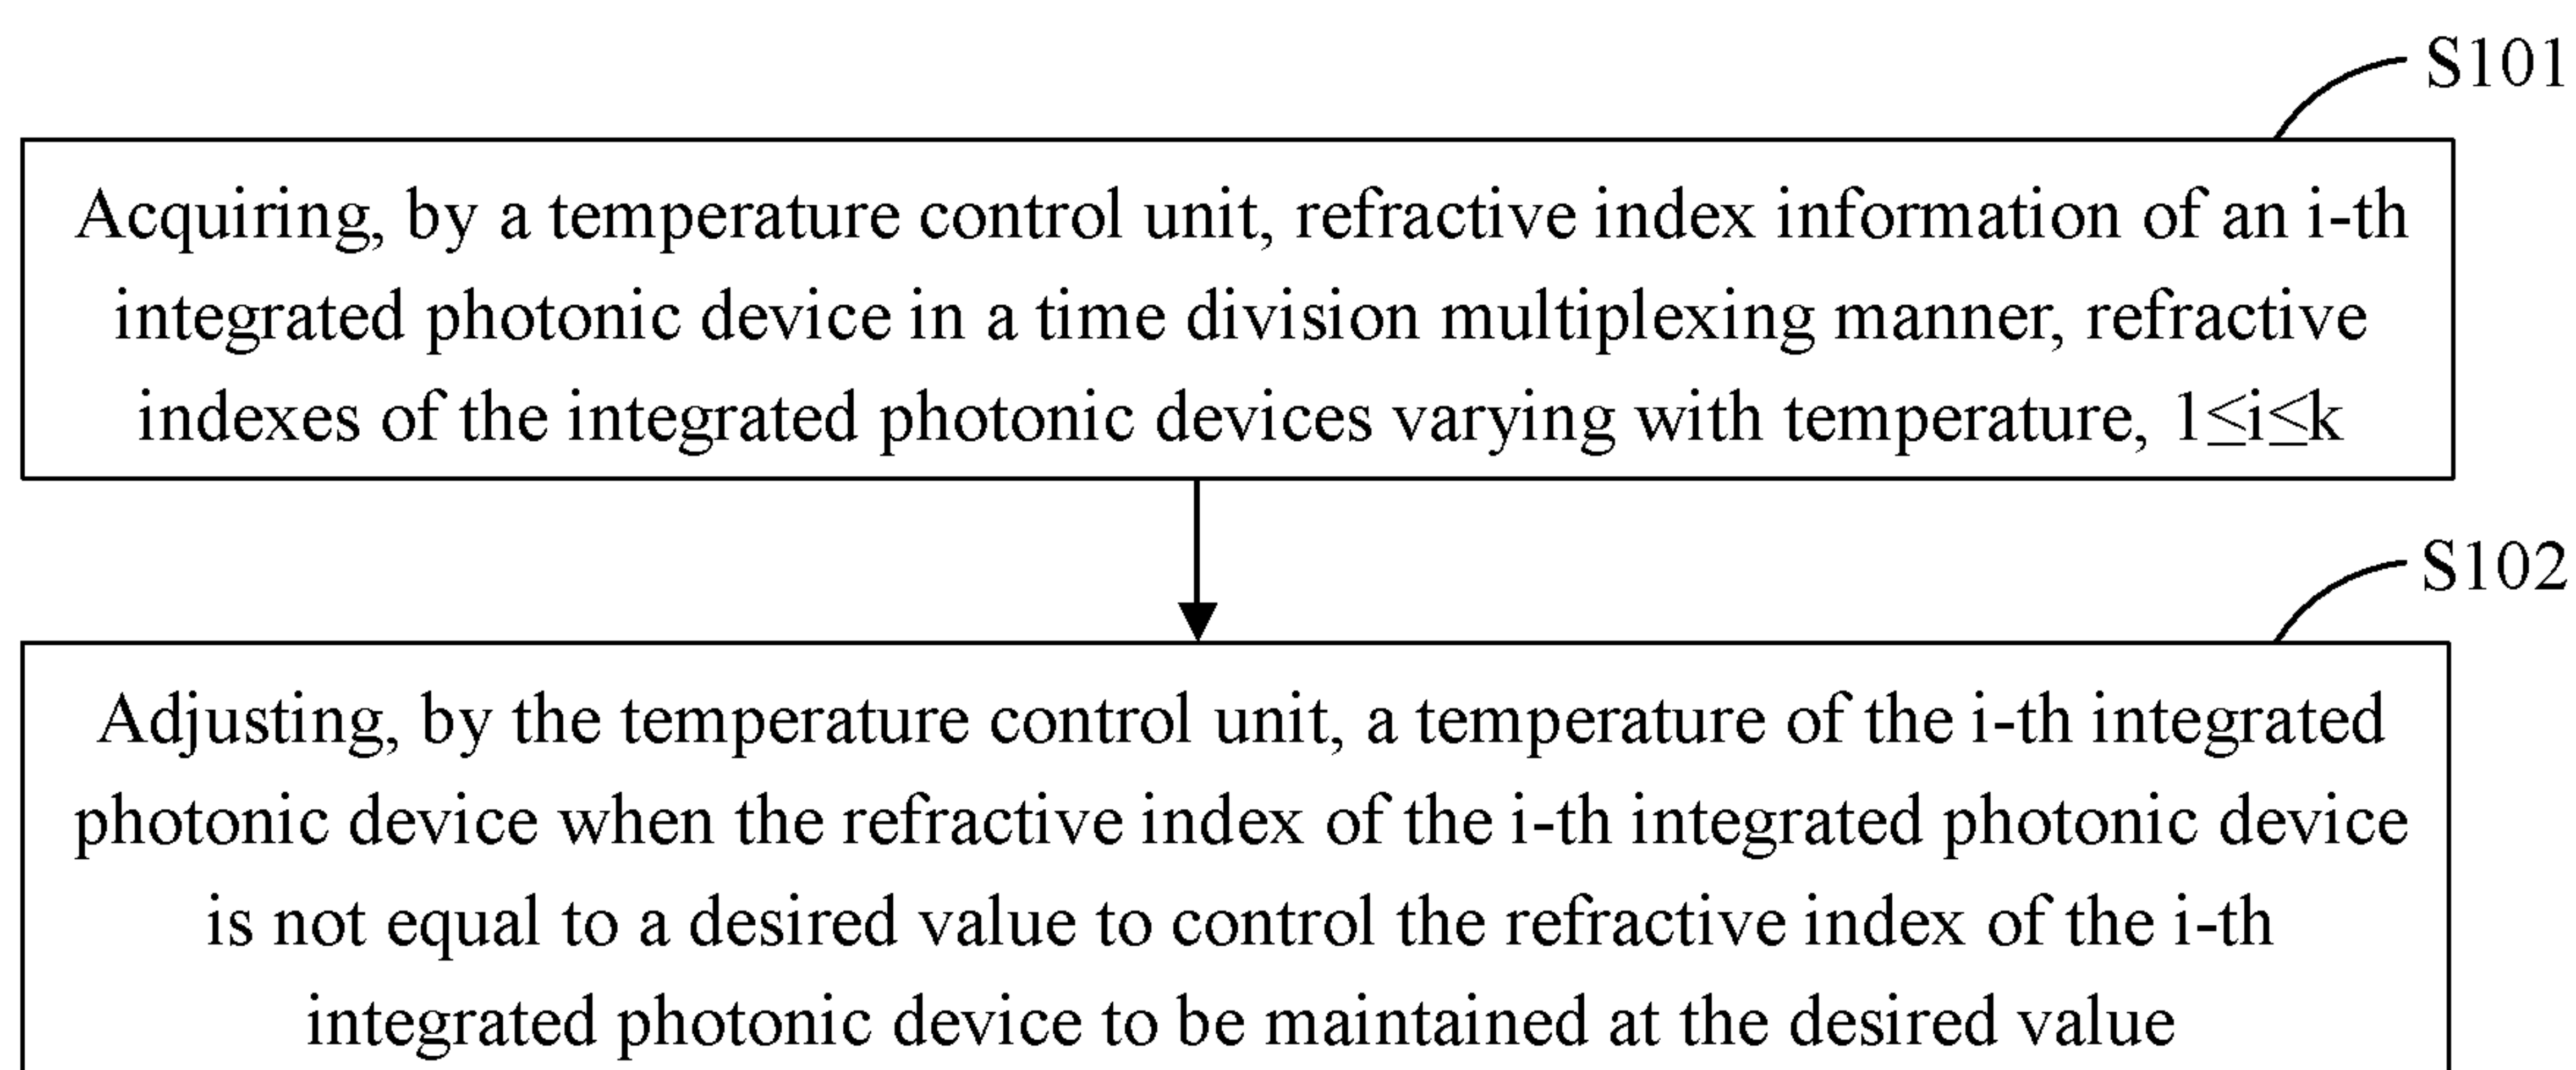 S101
Acquiring, by a temperature control unit, refractive index information of an i-th
integrated photonic device in a time division multiplexing manner, refractive
indexes of the integrated photonic devices varying with temperature, 1≤i≤k
S102
Adjusting, by the temperature control unit, a temperature of the i-th integrated
photonic device when the refractive index of the i-th integrated photonic device
is not equal to a desired value to control the refractive index of the i-th
integrated photonic device to be maintained at the desired value